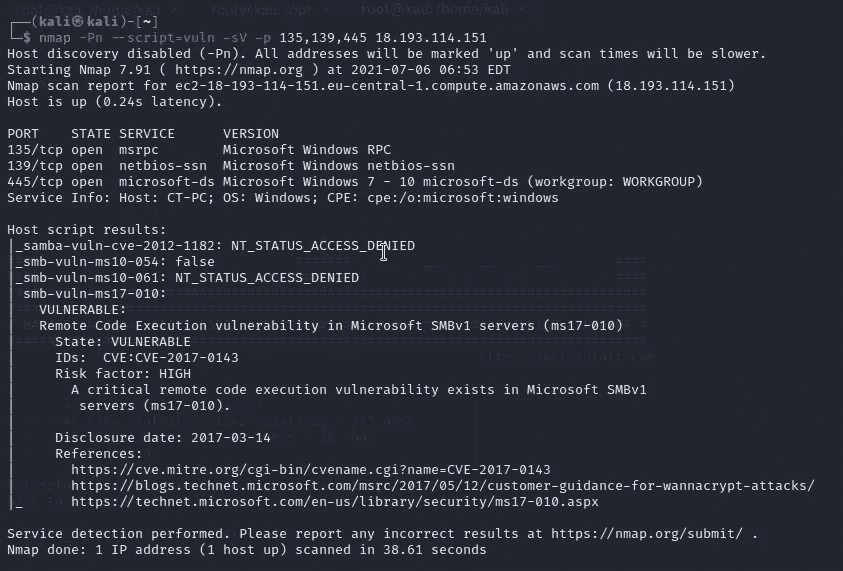 (kali㉿kali)-[~]
$ nmap -Pn --script=vuln -sV -p 135,139,445 18.193.114.151
Host discovery disabled (-Pn). All addresses will be marked 'up' and scan times will be slower.
Starting Nmap 7.91 ( https://nmap.org ) at 2021-07-06 06:53 EDT
Nmap scan report for ec2-18-193-114-151.eu-central-1.compute.amazonaws.com (18.193.114.151)
Host is up (0.24s latency).
PORT    STATE SERVICE      VERSION
135/tcp open  msrpc        Microsoft Windows RPC
139/tcp open  netbios-ssn  Microsoft Windows netbios-ssn
445/tcp open  microsoft-ds Microsoft Windows 7 - 10 microsoft-ds (workgroup: WORKGROUP)
Service Info: Host: CT-PC; OS: Windows; CPE: cpe:/o:microsoft:windows
Host script results:
|_samba-vuln-cve-2012-1182: NT_STATUS_ACCESS_DENIED
|_smb-vuln-ms10-054: false
|_smb-vuln-ms10-061: NT_STATUS_ACCESS_DENIED
| smb-vuln-ms17-010:
|   VULNERABLE:
|   Remote Code Execution vulnerability in Microsoft SMBv1 servers (ms17-010)
|     State: VULNERABLE
|     IDs:  CVE:CVE-2017-0143
|     Risk factor: HIGH
|       A critical remote code execution vulnerability exists in Microsoft SMBv1
|        servers (ms17-010).
|
|     Disclosure date: 2017-03-14
|     References:
|       https://cve.mitre.org/cgi-bin/cvename.cgi?name=CVE-2017-0143
|       https://blogs.technet.microsoft.com/msrc/2017/05/12/customer-guidance-for-wannacrypt-attacks/
|_      https://technet.microsoft.com/en-us/library/security/ms17-010.aspx
Service detection performed. Please report any incorrect results at https://nmap.org/submit/ .
Nmap done: 1 IP address (1 host up) scanned in 38.61 seconds